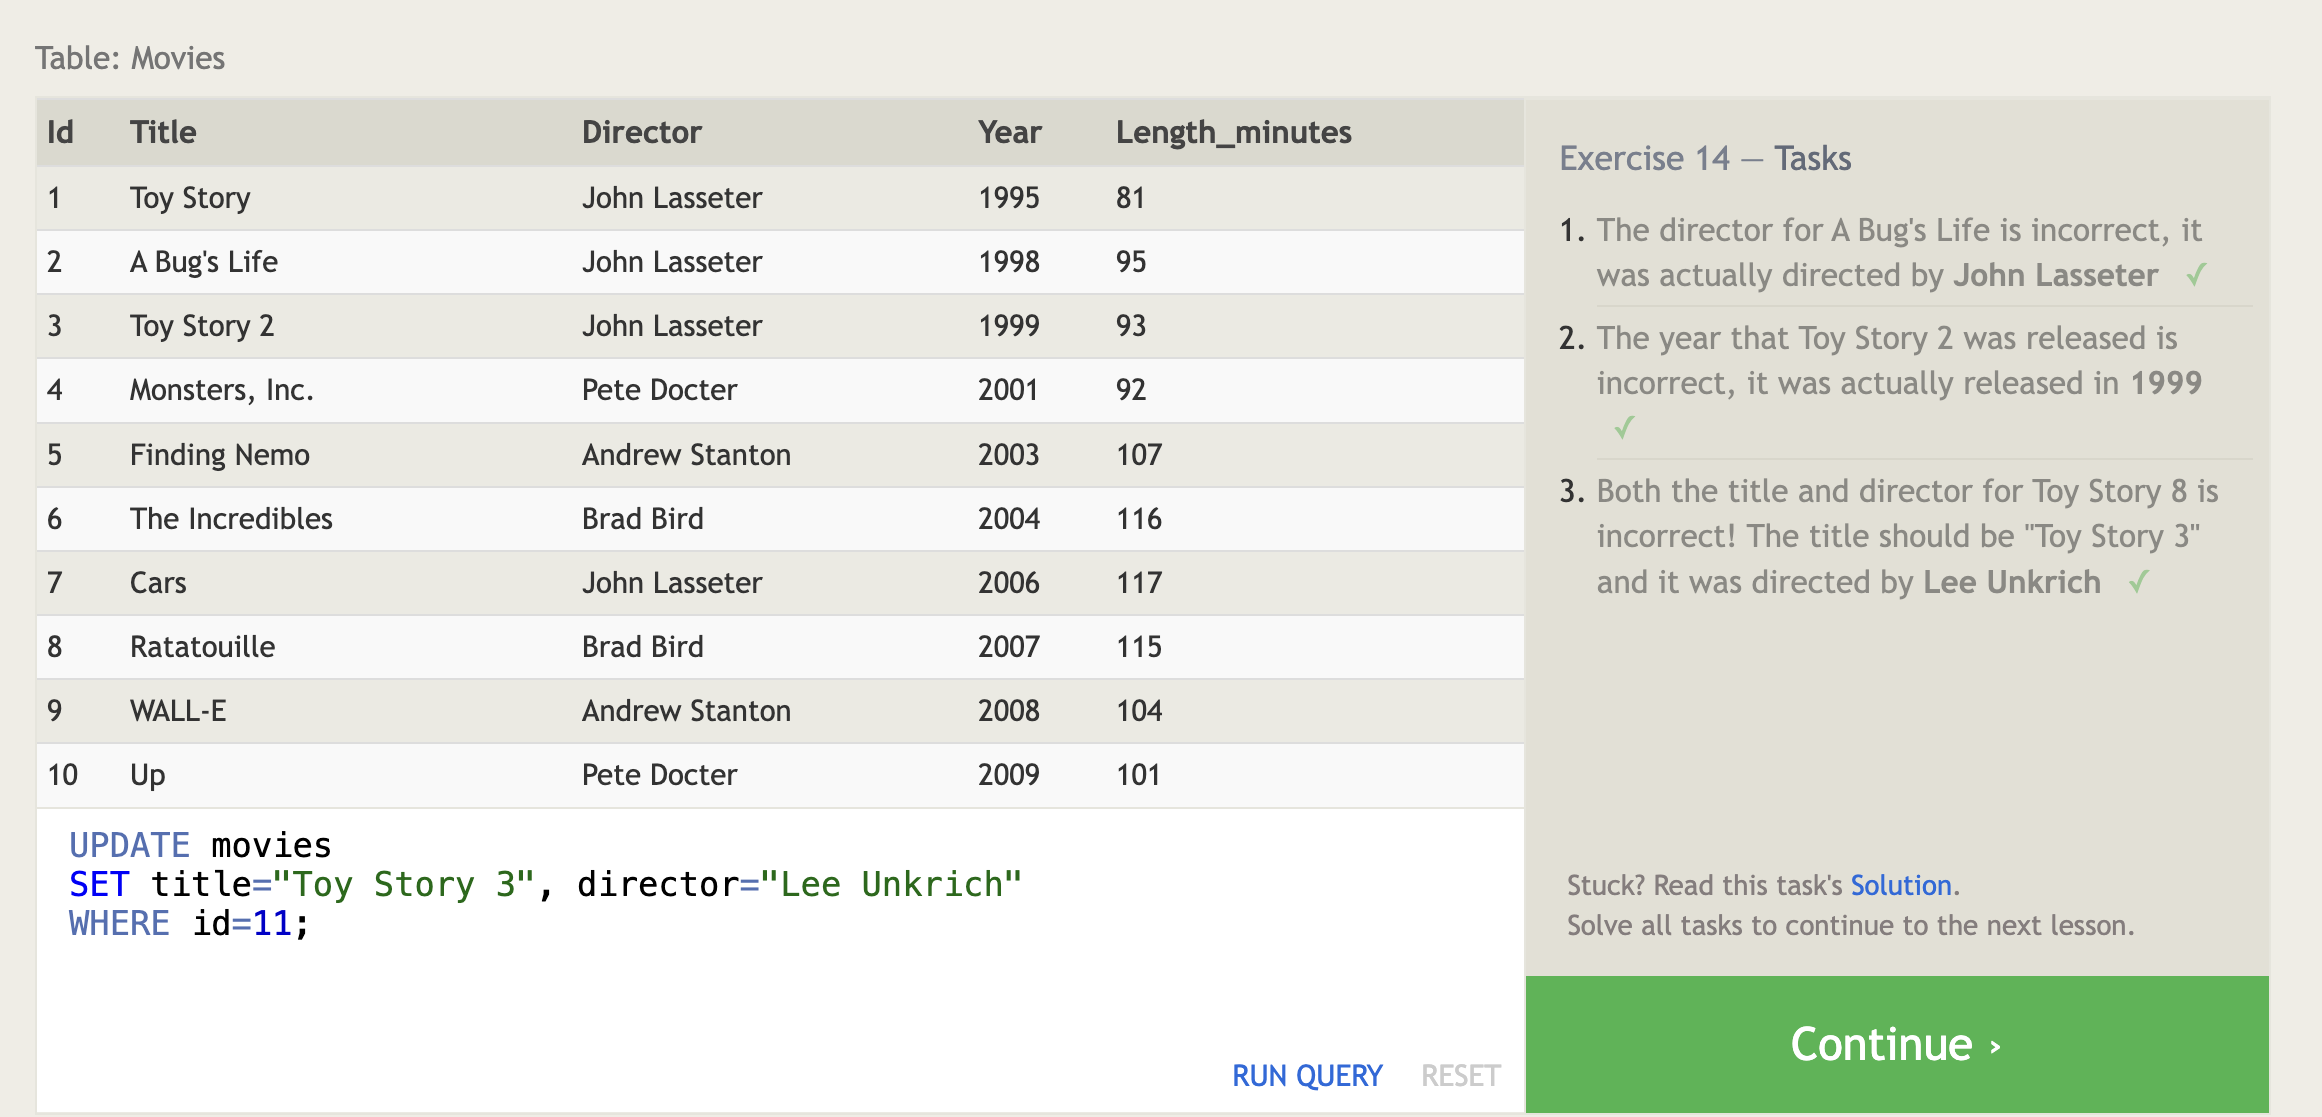 Table: Movies
Id Title Director Year Length_minutes
1 Toy Story John Lasseter 1995 81
2 A Bug's Life John Lasseter 1998 95
3 Toy Story 2 John Lasseter 1999 93
4 Monsters, Inc. Pete Docter 2001 92
5 Finding Nemo Andrew Stanton 2003 107
6 The Incredibles Brad Bird 2004 116
7 Cars John Lasseter 2006 117
8 Ratatouille Brad Bird 2007 115
9 WALL-E Andrew Stanton 2008 104
10 Up Pete Docter 2009 101
UPDATE movies
SET title="Toy Story 3", director="Lee Unkrich"
WHERE id=11;
RUN QUERY RESET
Exercise 14 — Tasks
1. The director for A Bug's Life is incorrect, it
was actually directed by John Lasseter ✓
2. The year that Toy Story 2 was released is
incorrect, it was actually released in 1999
✓
3. Both the title and director for Toy Story 8 is
incorrect! The title should be "Toy Story 3"
and it was directed by Lee Unkrich ✓
Stuck? Read this task's Solution.
Solve all tasks to continue to the next lesson.
Continue ›